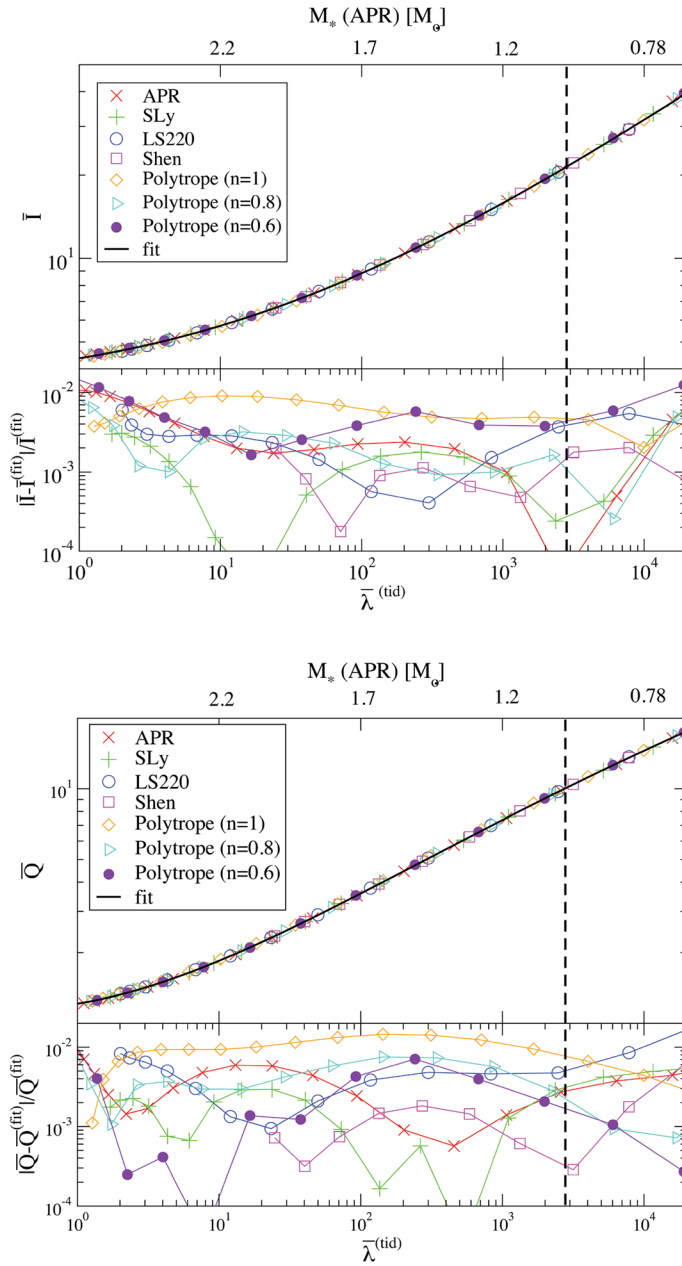 M* (APR) [M⊙]
2.2 1.7 1.2 0.78
APR
SLy
LS220
Shen
Polytrope (n=1)
Polytrope (n=0.8)
Polytrope (n=0.6)
fit
Ī
10¹
10⁻²
10⁻³
10⁻⁴
|Ī-Ī^(fit)|/Ī^(fit)
10⁰ 10¹ 10² 10³ 10⁴
λ̄^(tid)
M* (APR) [M⊙]
2.2 1.7 1.2 0.78
APR
SLy
LS220
Shen
Polytrope (n=1)
Polytrope (n=0.8)
Polytrope (n=0.6)
fit
Q̄
10¹
10⁻²
10⁻³
10⁻⁴
|Q̄-Q̄^(fit)|/Q̄^(fit)
10⁰ 10¹ 10² 10³ 10⁴
λ̄^(tid)